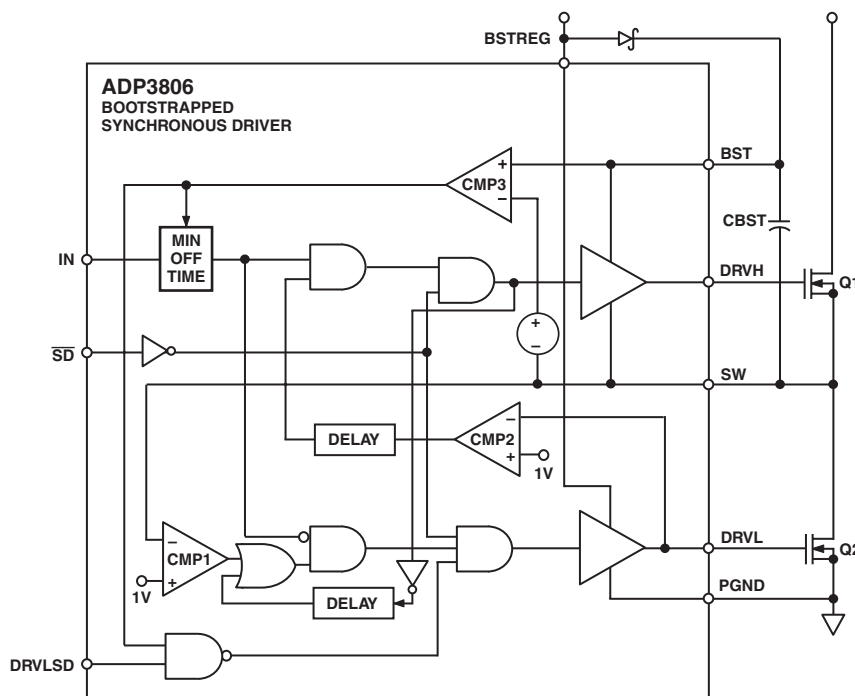 BSTREG
ADP3806
BOOTSTRAPPED
SYNCHRONOUS DRIVER
BST
+
CMP3
−
CBST
MIN
OFF
TIME
IN
DRVH
Q1
+
−
SD
SW
−
DELAY
CMP2
+
1V
−
CMP1
+
1V
DRVL
Q2
DELAY
PGND
DRVLSD